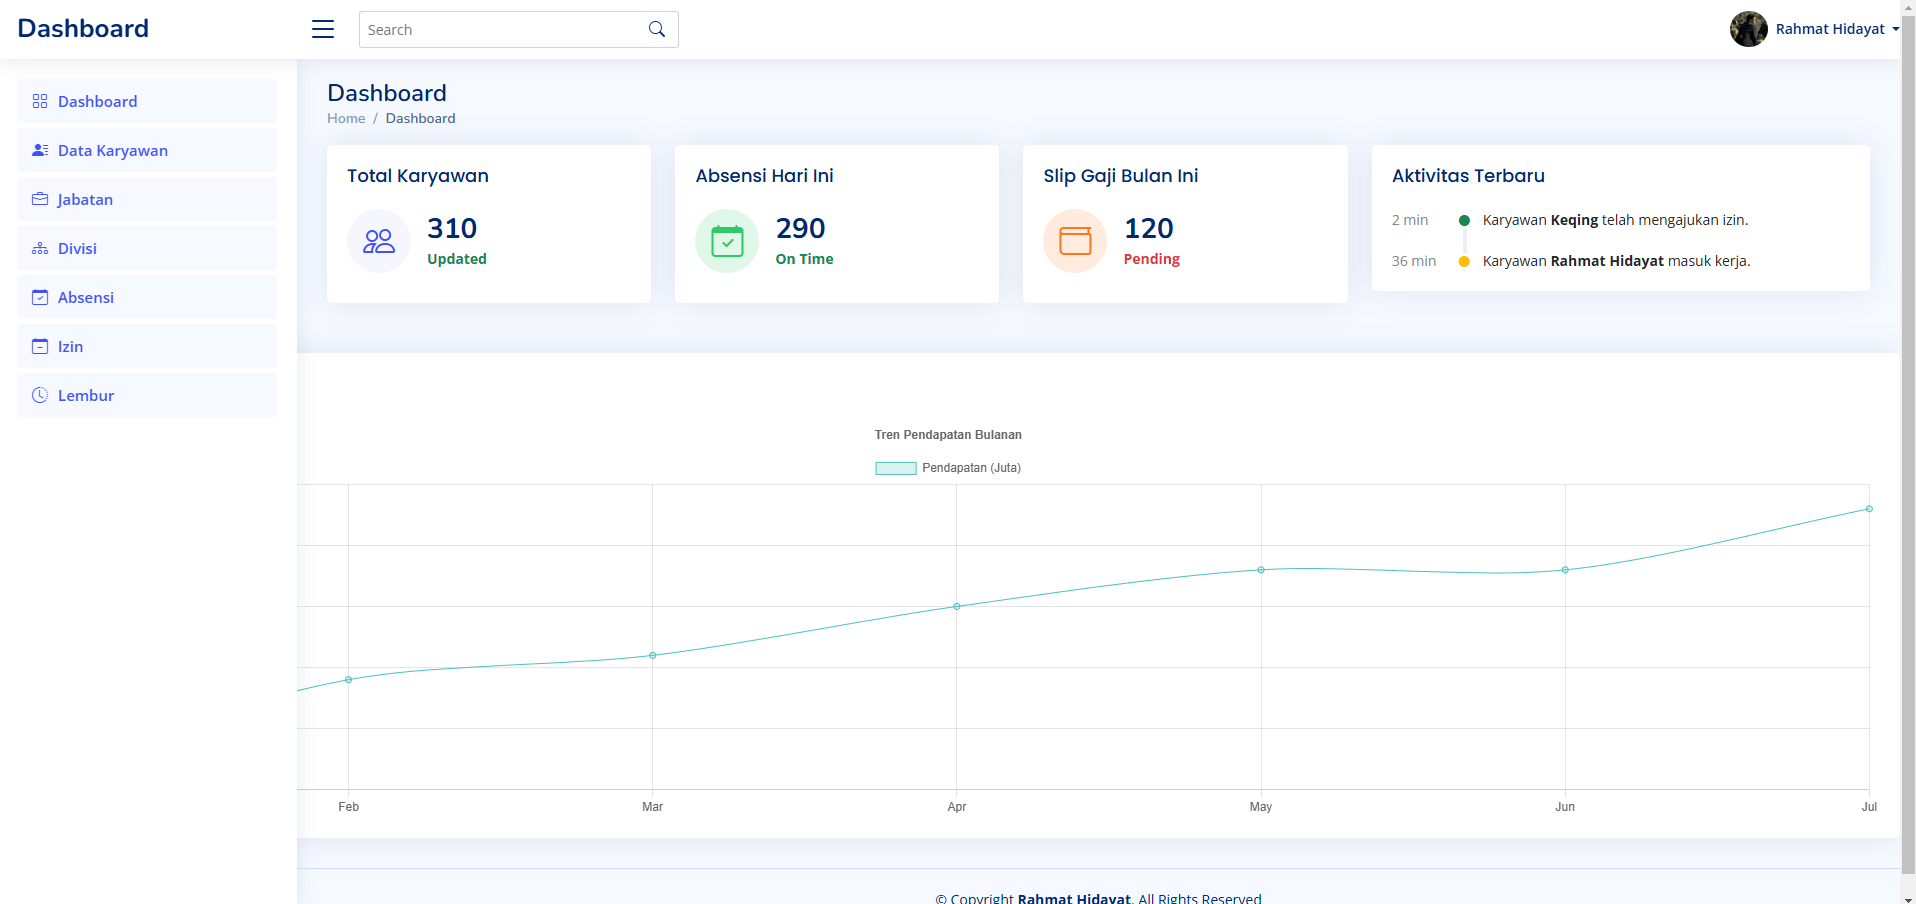 Dashboard
Search
Rahmat Hidayat
Dashboard
Data Karyawan
Jabatan
Divisi
Absensi
Izin
Lembur
Dashboard
Home / Dashboard
Total Karyawan
310
Updated
Absensi Hari Ini
290
On Time
Slip Gaji Bulan Ini
120
Pending
Aktivitas Terbaru
2 min Karyawan Keqing telah mengajukan izin.
36 min Karyawan Rahmat Hidayat masuk kerja.
Tren Pendapatan Bulanan
Pendapatan (Juta)
Feb Mar Apr May Jun Jul
© Copyright Rahmat Hidayat. All Rights Reserved